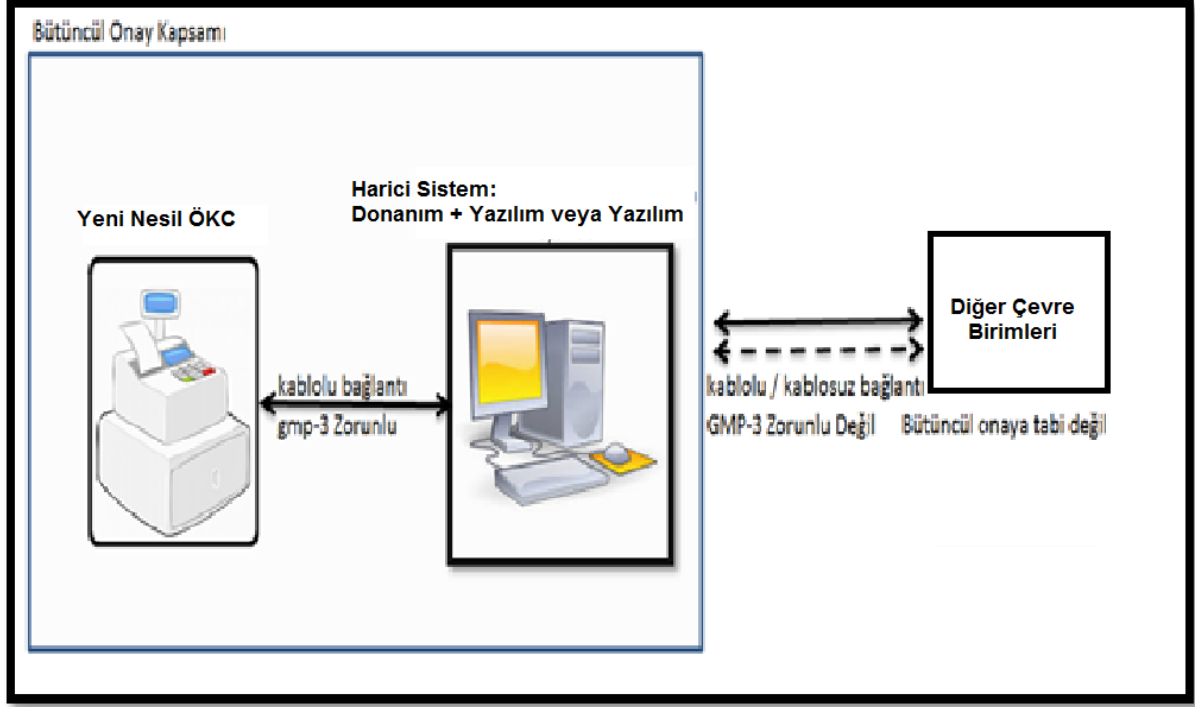 Bütüncül Onay Kapsamı
Harici Sistem:
Donanım + Yazılım veya Yazılım
Yeni Nesil ÖKC
kablolu bağlantı
gmp-3 Zorunlu
Diğer Çevre
Birimleri
kablolu / kablosuz bağlantı
GMP-3 Zorunlu Değil
Bütüncül onaya tabi değil